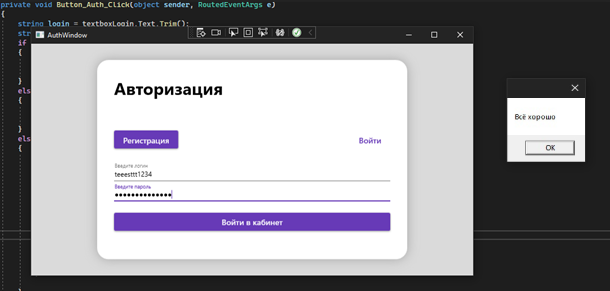 private void Button_Auth_Click(object sender, RoutedEventArgs e)
{
string login = textboxLogin.Text.Trim();
str
if
{
}
els
{
}
els
{
AuthWindow
Авторизация
Регистрация
Войти
Введите логин
teeesttt1234
Введите пароль
••••••••••••••
Войти в кабинет
Всё хорошо
OK
}